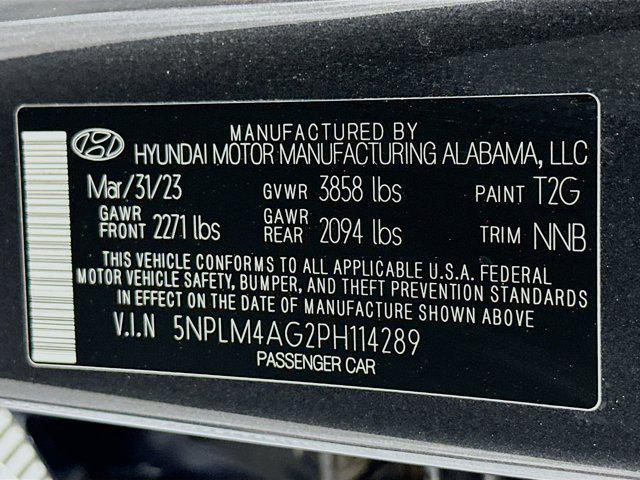 MANUFACTURED BY
HYUNDAI MOTOR MANUFACTURING ALABAMA, LLC
Mar/31/23 GVWR 3858 lbs PAINT T2G
GAWR FRONT 2271 lbs GAWR REAR 2094 lbs TRIM NNB
THIS VEHICLE CONFORMS TO ALL APPLICABLE U.S.A. FEDERAL
MOTOR VEHICLE SAFETY, BUMPER, AND THEFT PREVENTION STANDARDS
IN EFFECT ON THE DATE OF MANUFACTURE SHOWN ABOVE
V.I.N 5NPLM4AG2PH114289
PASSENGER CAR